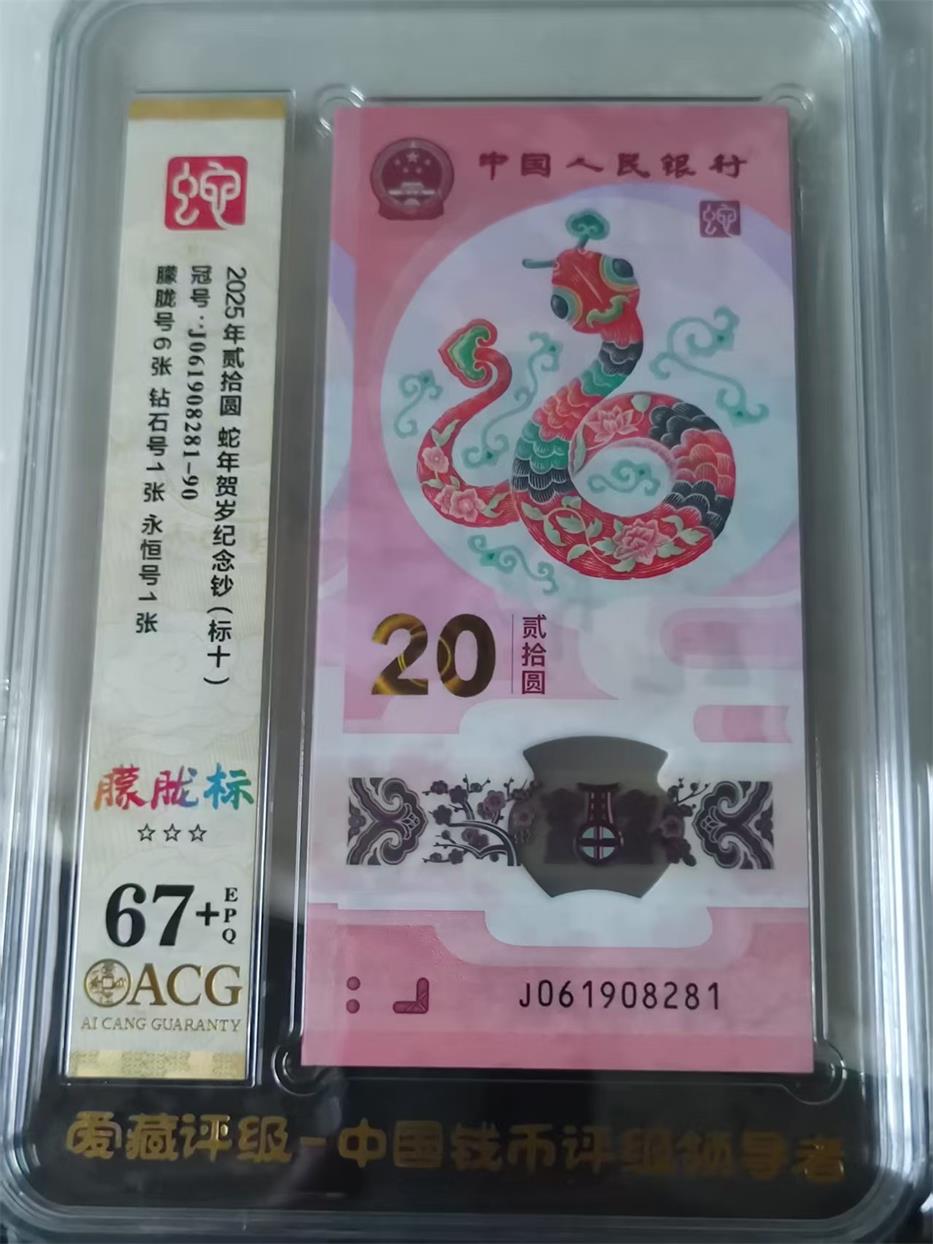 蛇
2025年贰拾圆 蛇年贺岁纪念钞(标十)
冠号:J061908281-90
朦胧号6张 钻石号1张 永恒号1张
朦胧标
☆☆☆
67+ EPQ
ACG
AI CANG GUARANTY
中国人民银行
蛇
20 贰拾圆
J061908281
爱藏评级-中国钱币评级领导者